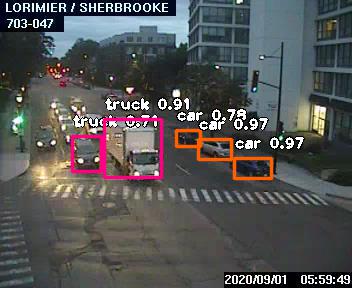 LORIMIER / SHERBROOKE
703-047
truck 0.91
truck 0.71
car 0.78
car 0.97
car 0.97
2020/09/01 05:59:49